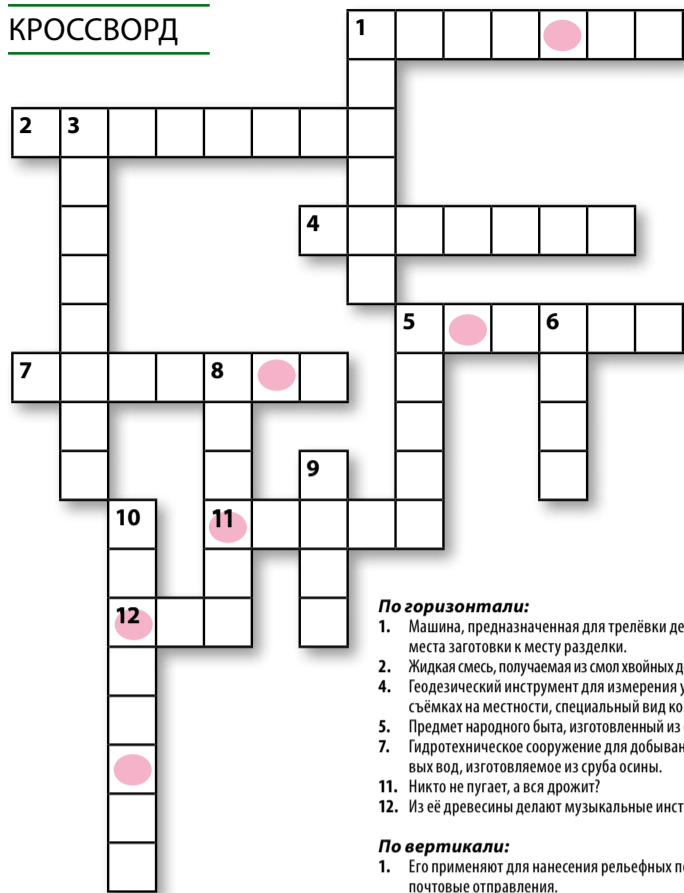 КРОССВОРД
1
2 3
4
5 6
7 8
9
10 11
12
По горизонтали:
1. Машина, предназначенная для трелёвки
места заготовки к месту разделки.
2. Жидкая смесь, получаемая из смол хвойных
4. Геодезический инструмент для измерения
съёмках на местности, специальный вид
5. Предмет народного быта, изготовленный из
7. Гидротехническое сооружение для
вых вод, изготовляемое из сруба осины.
11. Никто не пугает, а вся дрожит?
12. Из её древесины делают музыкальные
По вертикали:
1. Его применяют для нанесения рельефных
почтовые отправления.